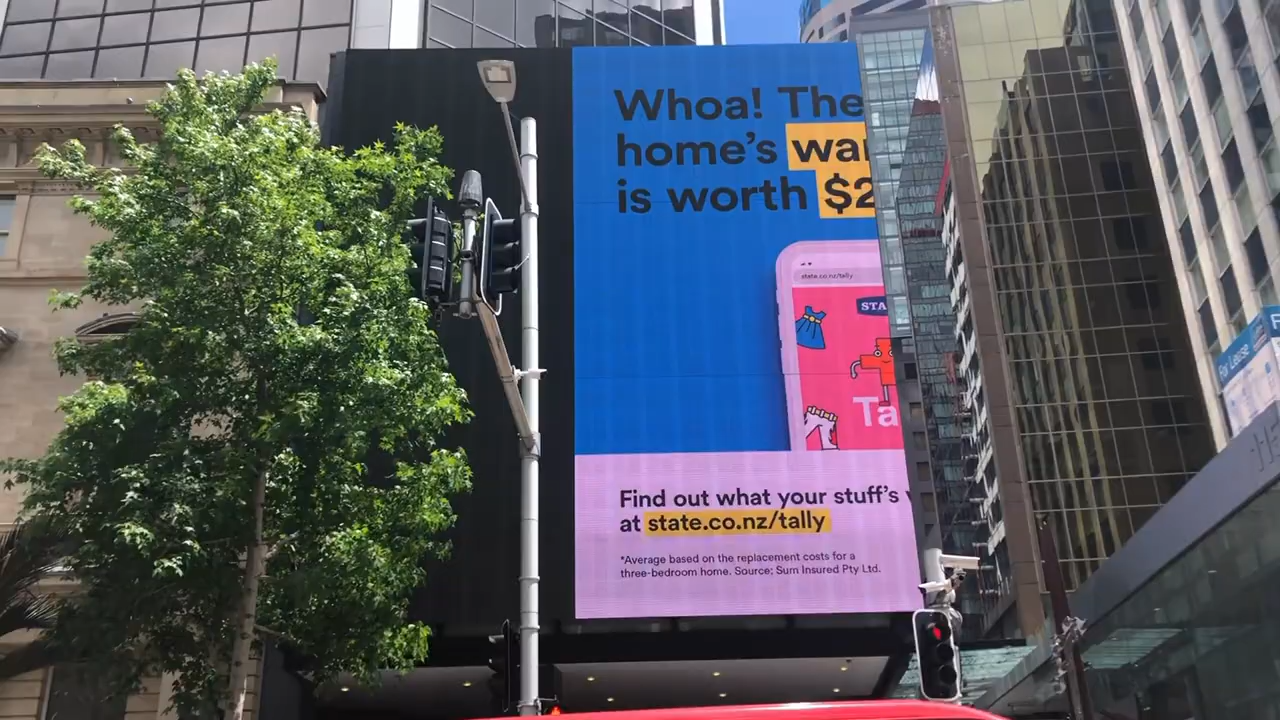 Whoa! The
home's
is worth $2
state.co.nz/tally
STA
Ta
Find out what your stuff's
at state.co.nz/tally
*Average based on the replacement costs for a
three-bedroom home. Source: Sum Insured Pty Ltd.
For Lease